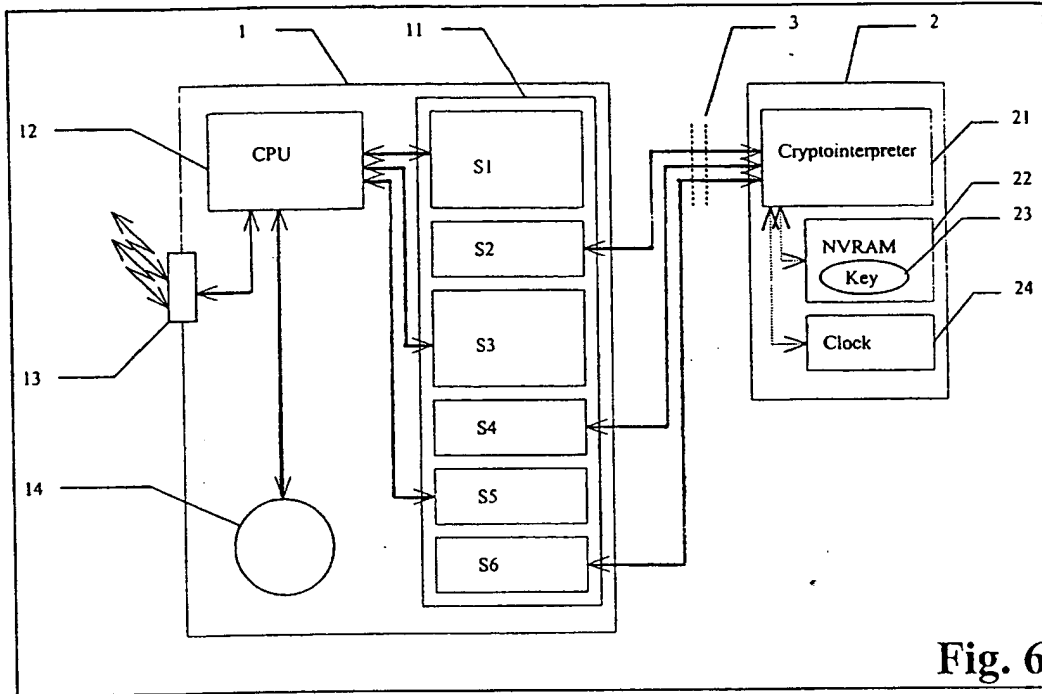 1
11
3
2
12
CPU
S1
Cryptointerpreter
21
22
S2
NVRAM
23
Key
24
S3
Clock
13
S4
14
S5
S6
Fig. 6